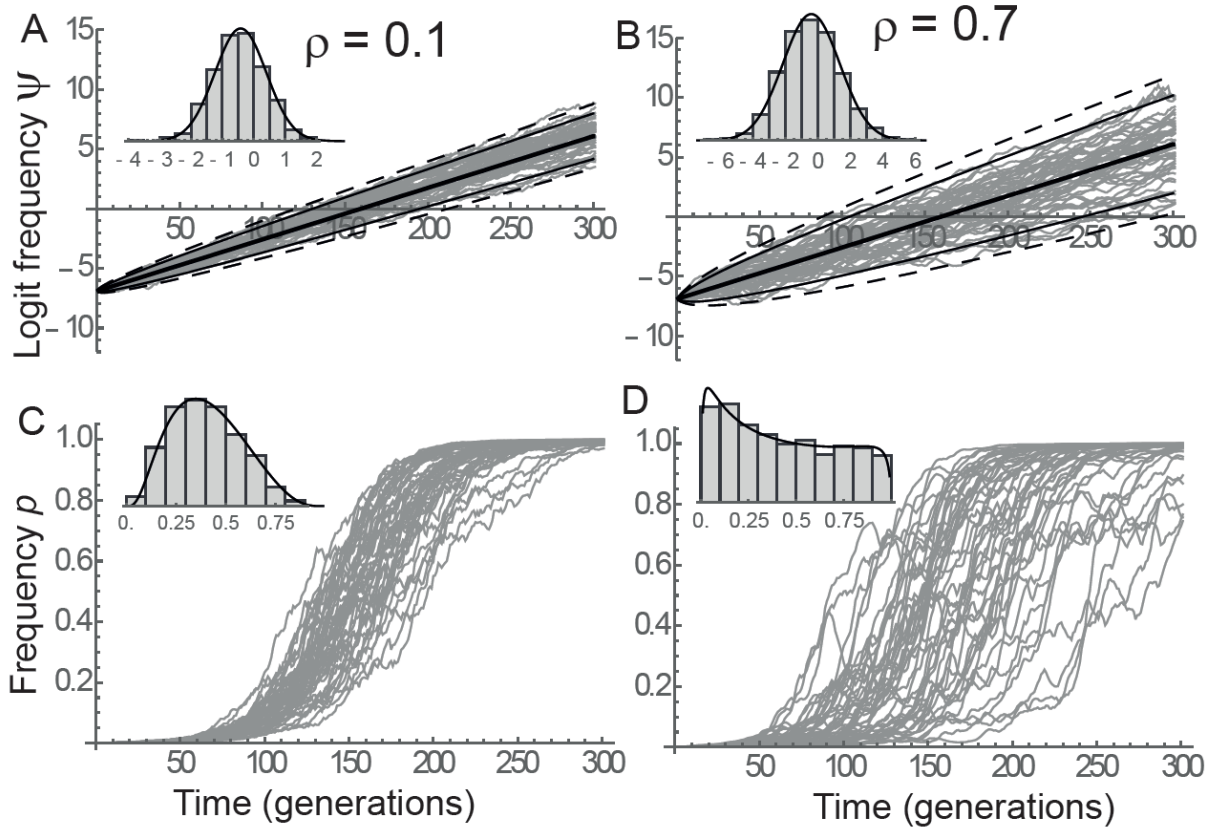 A
ρ = 0.1
B
ρ = 0.7
Logit frequency ψ
15
10
5
– 5
– 10
50
100
150
200
250
300
- 4 - 3 - 2 - 1 0 1 2
15
10
5
– 5
– 10
50
100
150
200
250
300
- 6 - 4 - 2 0 2 4 6
C
Frequency p
1.0
0.8
0.6
0.4
0.2
50 100 150 200 250 300
0. 0.25 0.5 0.75
Time (generations)
D
1.0
0.8
0.6
0.4
0.2
50 100 150 200 250 300
0. 0.25 0.5 0.75
Time (generations)